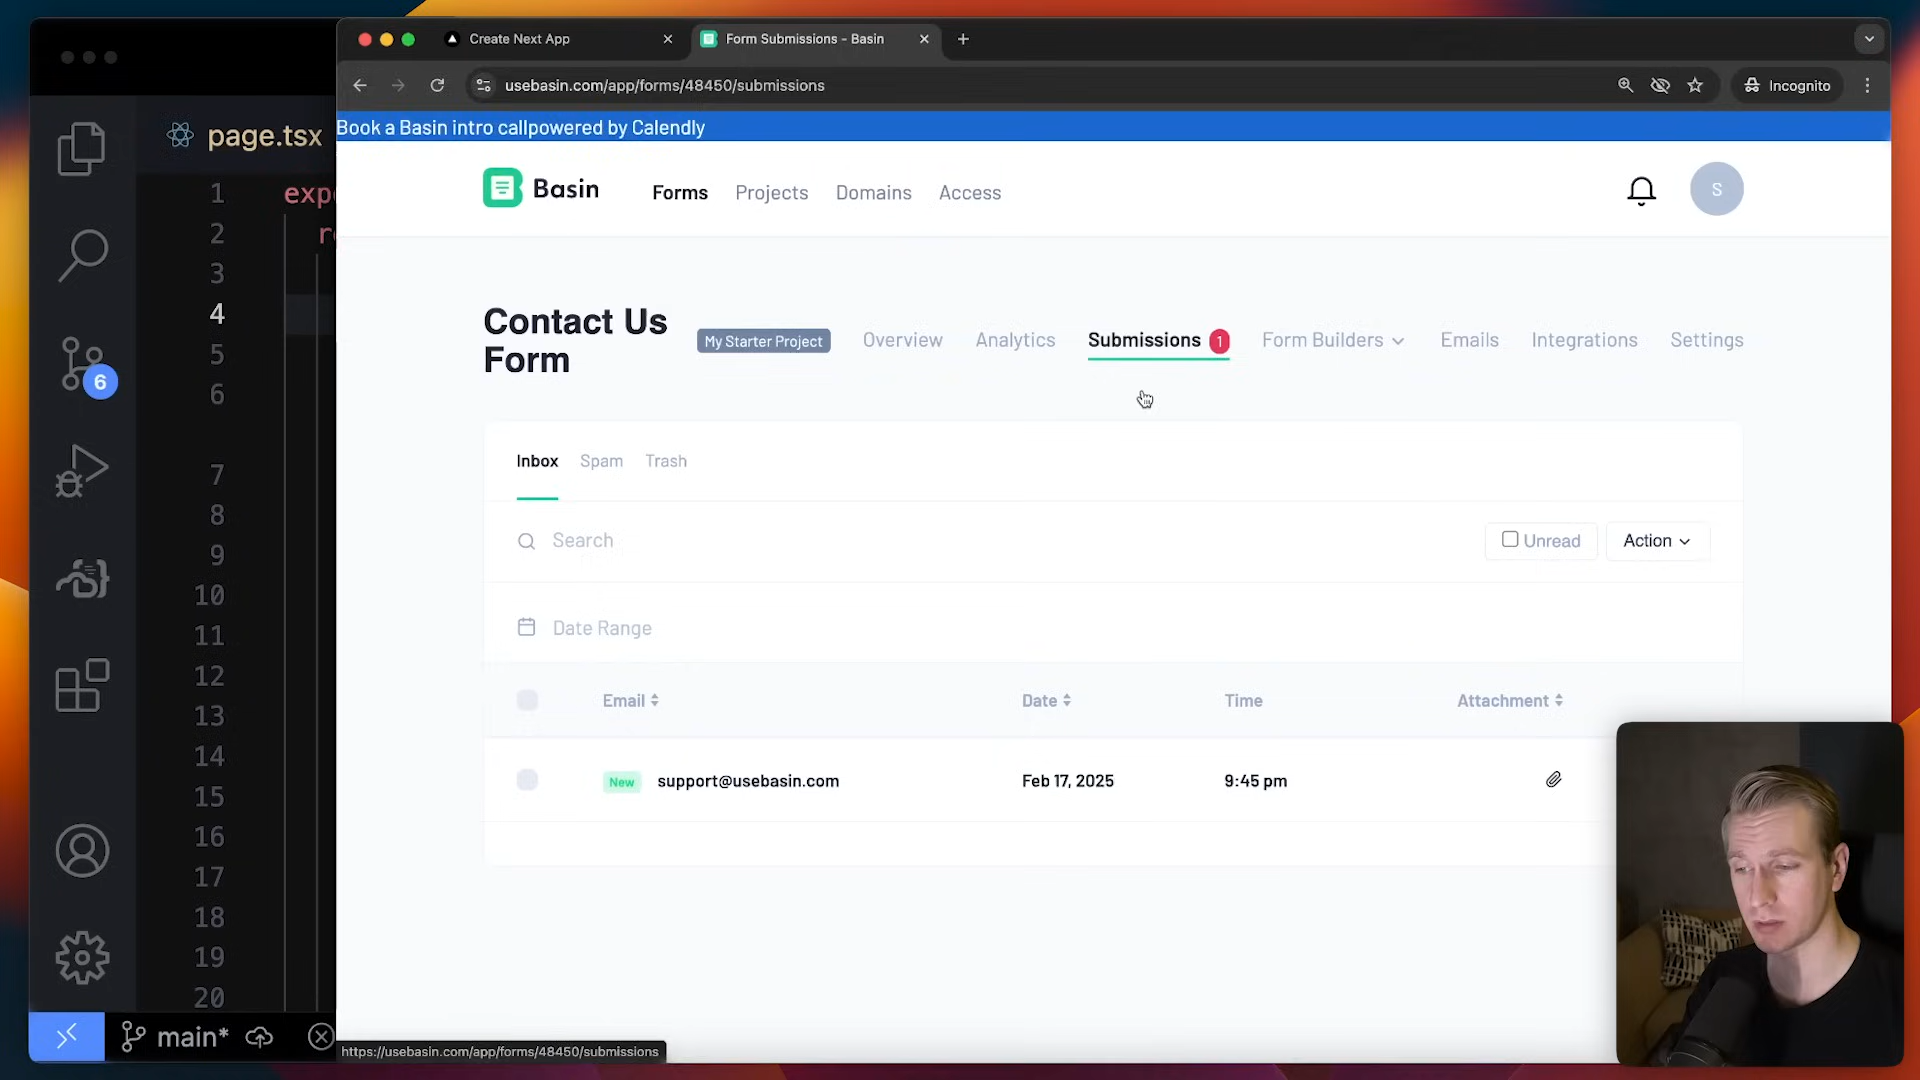 Create Next App
Form Submissions - Basin
usebasin.com/app/forms/48450/submissions
Incognito
Book a Basin intro callpowered by Calendly
page.tsx
Basin
Forms
Projects
Domains
Access
S
1 expo
2 re
3
4
5
6
7
8
9
10
11
12
13
14
15
16
17
18
19
20
6
Contact Us
Form
My Starter Project
Overview
Analytics
Submissions 1
Form Builders
Emails
Integrations
Settings
Inbox
Spam
Trash
Search
Unread
Action
Date Range
Email
Date
Time
Attachment
New
support@usebasin.com
Feb 17, 2025
9:45 pm
main*
https://usebasin.com/app/forms/48450/submissions